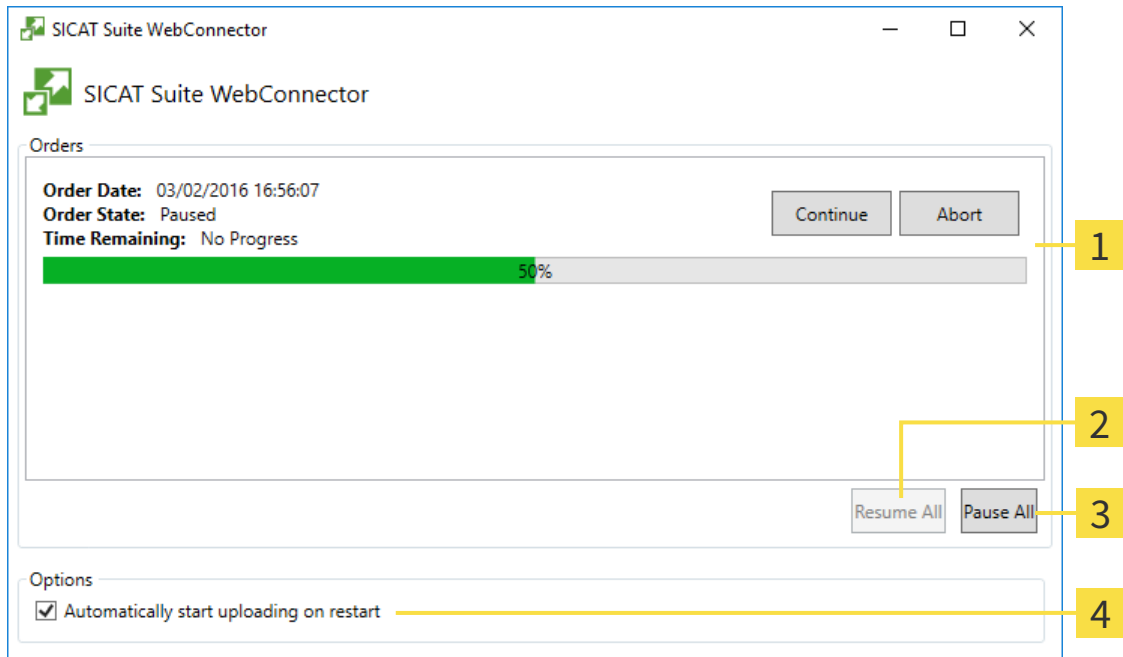 SICAT Suite WebConnector
SICAT Suite WebConnector
Orders
Order Date: 03/02/2016 16:56:07
Order State: Paused
Time Remaining: No Progress
Continue
Abort
1
50%
2
Resume All
Pause All
3
Options
Automatically start uploading on restart
4